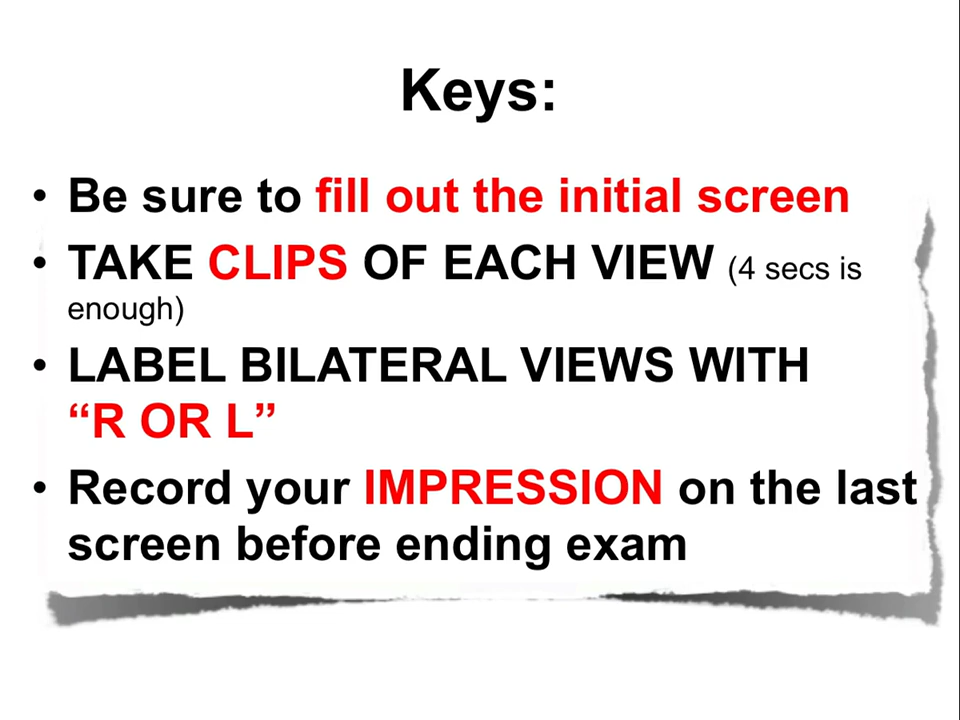 Keys:
• Be sure to fill out the initial screen
• TAKE CLIPS OF EACH VIEW (4 secs is
enough)
• LABEL BILATERAL VIEWS WITH
“R OR L”
• Record your IMPRESSION on the last
screen before ending exam